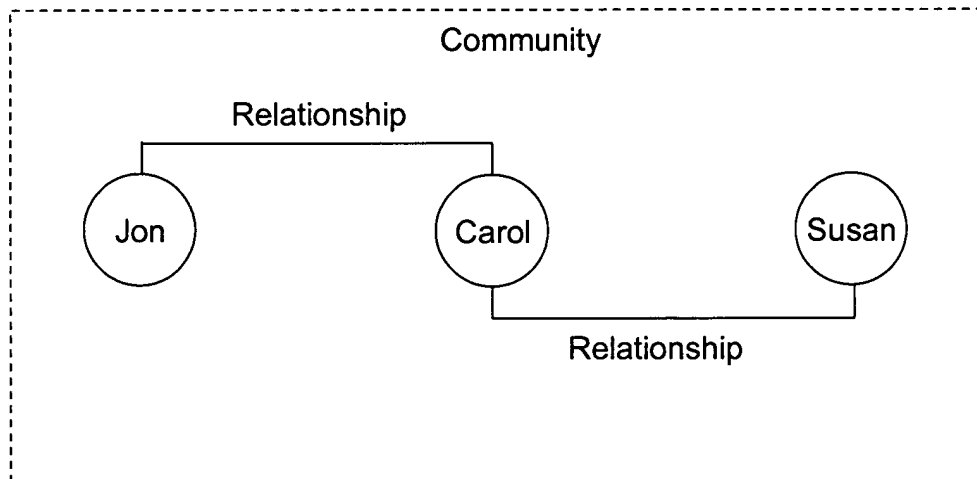 Community
Relationship
Jon
Carol
Susan
Relationship